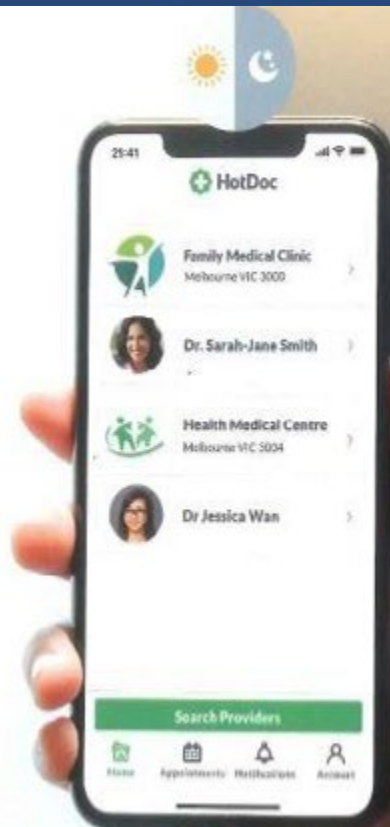 21:41
HotDoc
Family Medical Clinic
Melbourne VIC 3000
Dr. Sarah-Jane Smith
Health Medical Centre
Melbourne VIC 3004
Dr Jessica Wan
Search Providers
Home
Appointments
Notifications
Account